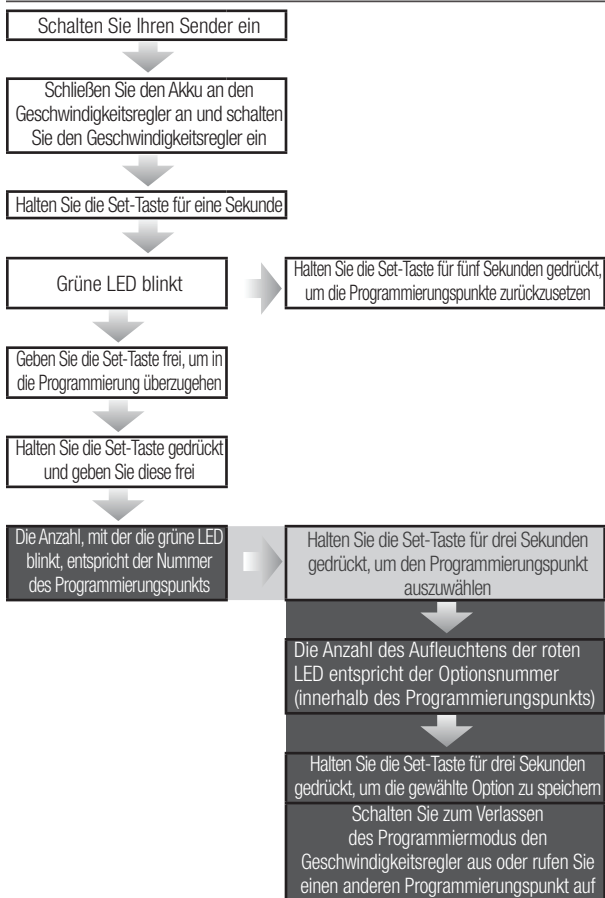 Schalten Sie Ihren Sender ein
Schließen Sie den Akku an den
Geschwindigkeitsregler an und schalten
Sie den Geschwindigkeitsregler ein
Halten Sie die Set-Taste für eine Sekunde
Grüne LED blinkt
Halten Sie die Set-Taste für fünf Sekunden gedrückt,
um die Programmierungspunkte zurückzusetzen
Geben Sie die Set-Taste frei, um in
die Programmierung überzugehen
Halten Sie die Set-Taste gedrückt
und geben Sie diese frei
Die Anzahl, mit der die grüne LED
blinkt, entspricht der Nummer
des Programmierungspunkts
Halten Sie die Set-Taste für drei Sekunden
gedrückt, um den Programmierungspunkt
auszuwählen
Die Anzahl des Aufleuchtens der roten
LED entspricht der Optionsnummer
(innerhalb des Programmierungspunkts)
Halten Sie die Set-Taste für drei Sekunden
gedrückt, um die gewählte Option zu speichern
Schalten Sie zum Verlassen
des Programmiermodus den
Geschwindigkeitsregler aus oder rufen Sie
einen anderen Programmierungspunkt auf